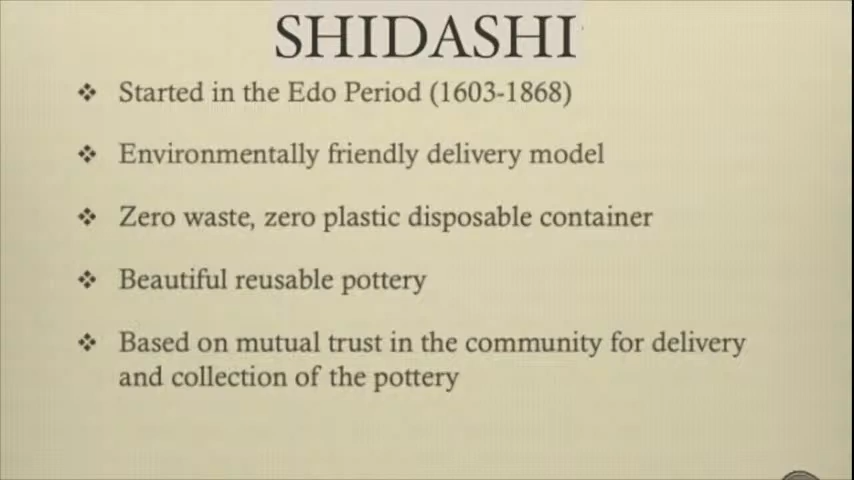 SHIDASHI
❖ Started in the Edo Period (1603-1868)
❖ Environmentally friendly delivery model
❖ Zero waste, zero plastic disposable container
❖ Beautiful reusable pottery
❖ Based on mutual trust in the community for delivery
and collection of the pottery